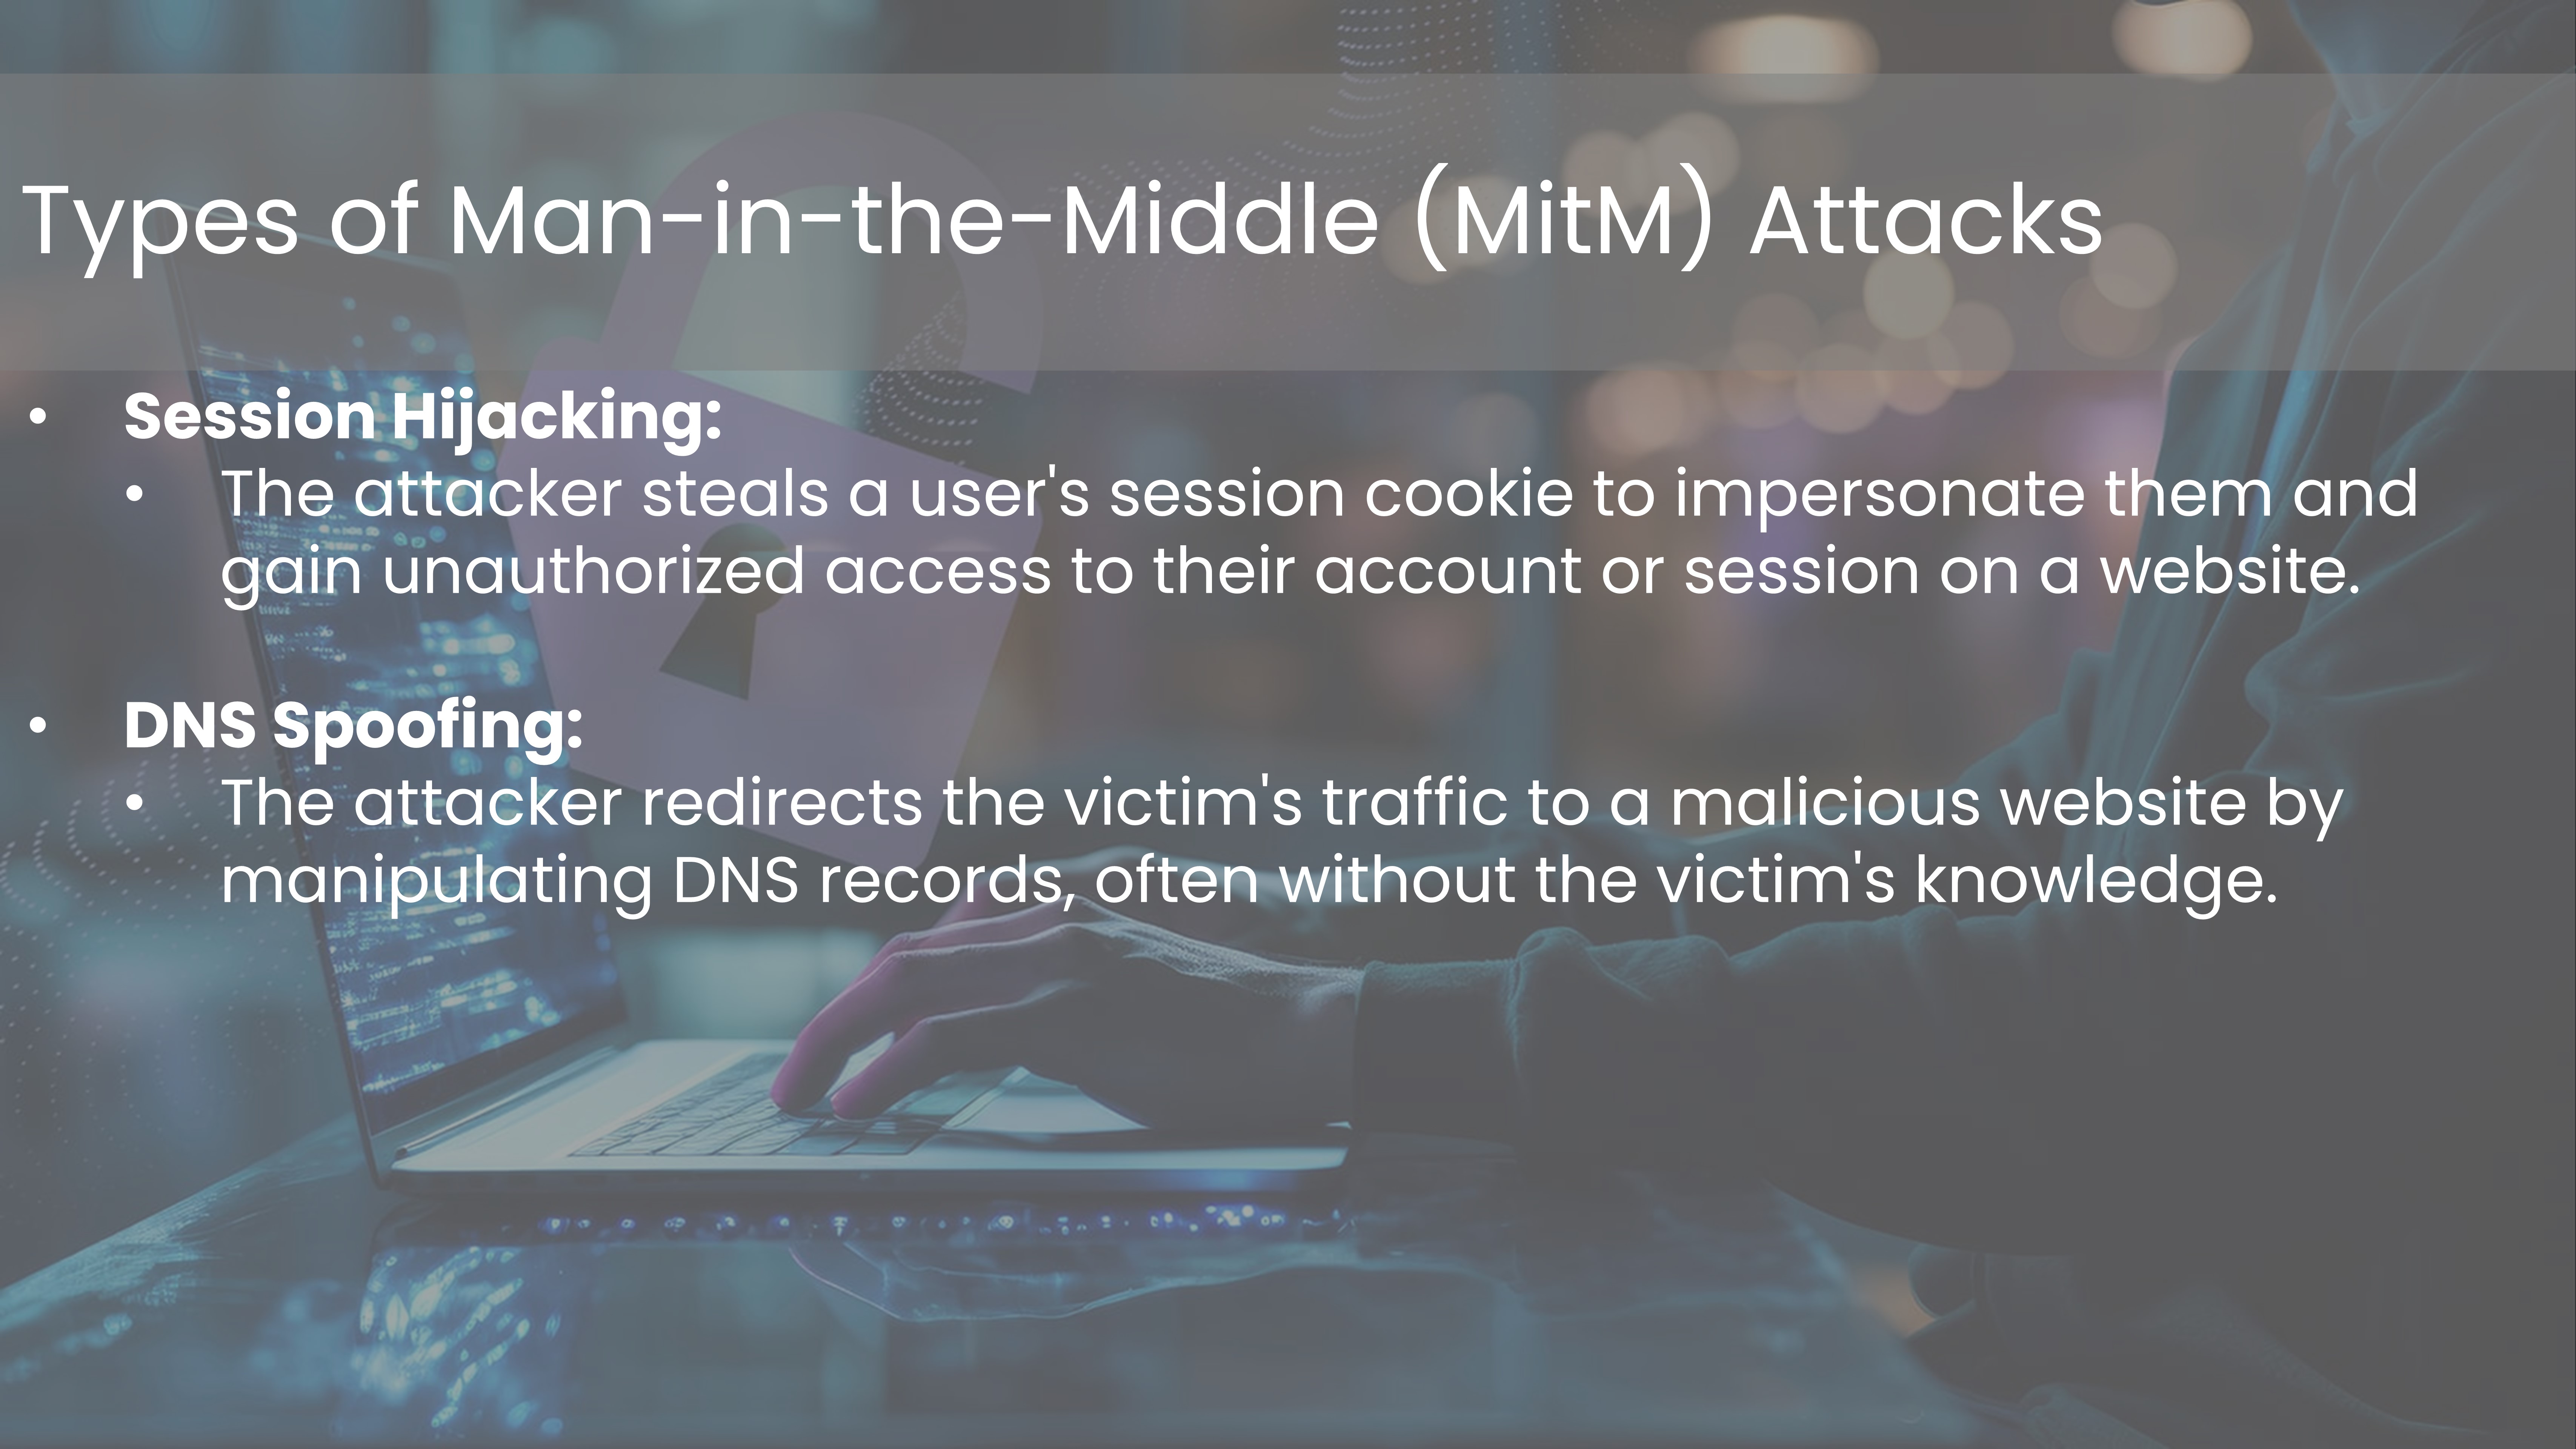 Types of Man-in-the-Middle (MitM) Attacks
• Session Hijacking:
• The attacker steals a user's session cookie to impersonate them and
gain unauthorized access to their account or session on a website.
• DNS Spoofing:
• The attacker redirects the victim's traffic to a malicious website by
manipulating DNS records, often without the victim's knowledge.